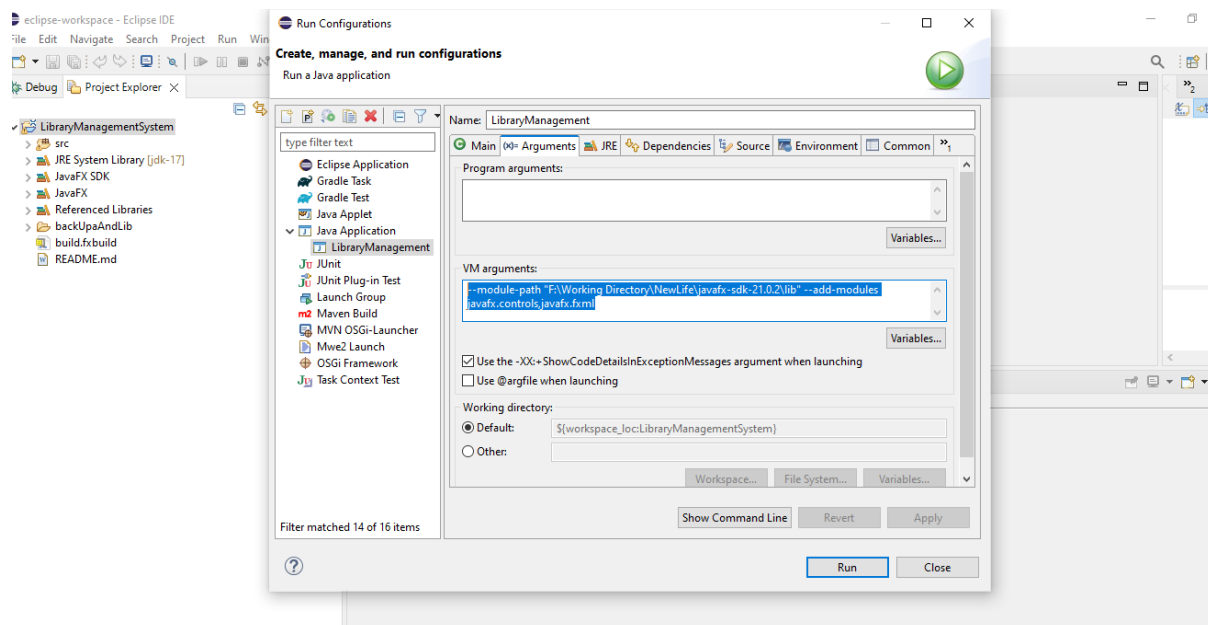 eclipse-workspace - Eclipse IDE
File Edit Navigate Search Project Run Win
Debug Project Explorer
LibraryManagementSystem
src
JRE System Library [jdk-17]
JavaFX SDK
JavaFX
Referenced Libraries
backUpaAndLib
build.fxbuild
README.md
Run Configurations
Create, manage, and run configurations
Run a Java application
type filter text
Eclipse Application
Gradle Task
Gradle Test
Java Applet
Java Application
LibraryManagement
JUnit
JUnit Plug-in Test
Launch Group
Maven Build
MVN OSGi-Launcher
Mwe2 Launch
OSGi Framework
Task Context Test
Filter matched 14 of 16 items
Name: LibraryManagement
Main (x)= Arguments JRE Dependencies Source Environment Common »1
Program arguments:
Variables...
VM arguments:
--module-path "F:\Working Directory\NewLife\javafx-sdk-21.0.2\lib" --add-modules
javafx.controls,javafx.fxml
Variables...
Use the -XX:+ShowCodeDetailsInExceptionMessages argument when launching
Use @argfile when launching
Working directory:
Default: ${workspace_loc:LibraryManagementSystem}
Other:
Workspace... File System... Variables...
Show Command Line Revert Apply
Run Close
»2